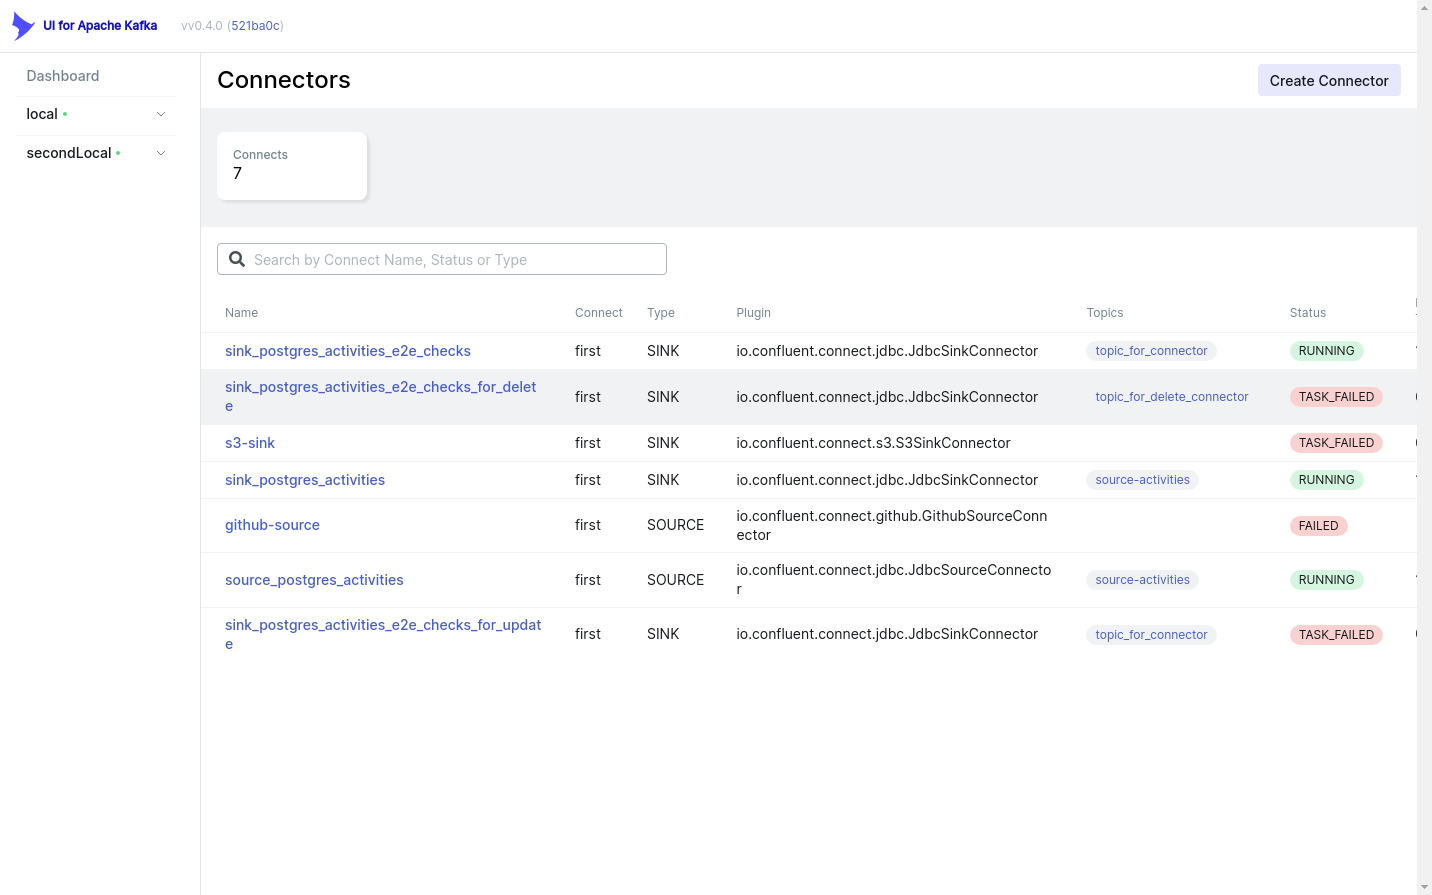 UI for Apache Kafka vv0.4.0 (521ba0c)
Dashboard
local
secondLocal
Connectors
Create Connector
Connects
7
Search by Connect Name, Status or Type
Name Connect Type Plugin Topics Status
sink_postgres_activities_e2e_checks first SINK io.confluent.connect.jdbc.JdbcSinkConnector topic_for_connector RUNNING
sink_postgres_activities_e2e_checks_for_delet
e
first SINK io.confluent.connect.jdbc.JdbcSinkConnector topic_for_delete_connector TASK_FAILED
s3-sink first SINK io.confluent.connect.s3.S3SinkConnector TASK_FAILED
sink_postgres_activities first SINK io.confluent.connect.jdbc.JdbcSinkConnector source-activities RUNNING
github-source first SOURCE io.confluent.connect.github.GithubSourceConn
ector
FAILED
source_postgres_activities first SOURCE io.confluent.connect.jdbc.JdbcSourceConnecto
r
source-activities RUNNING
sink_postgres_activities_e2e_checks_for_updat
e
first SINK io.confluent.connect.jdbc.JdbcSinkConnector topic_for_connector TASK_FAILED